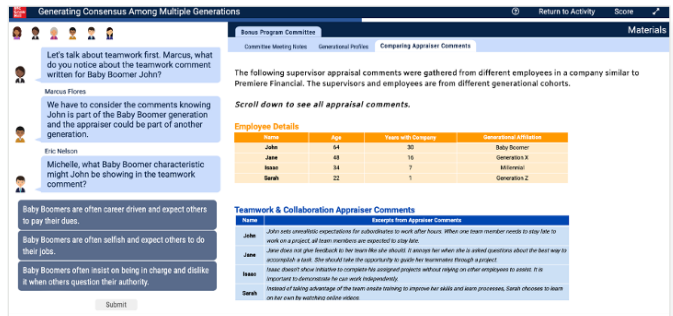 Generating Consensus Among Multiple Generations
Return to Activity
Score
Materials
Bonus Program Committee
Committee Meeting Notes
Generational Profiles
Comparing Appraiser Comments
Let's talk about teamwork first. Marcus, what
do you notice about the teamwork comment
written for Baby Boomer John?
Marcus Flores
We have to consider the comments knowing
John is part of the Baby Boomer generation
and the appraiser could be part of another
generation.
Eric Nelson
Michelle, what Baby Boomer characteristic
might John be showing in the teamwork
comment?
Baby Boomers are often career driven and expect others
to pay their dues.
Baby Boomers are often selfish and expect others to do
their jobs.
Baby Boomers often insist on being in charge and dislike
it when others question their authority.
Submit
The following supervisor appraisal comments were gathered from different employees in a company similar to
Premiere Financial. The supervisors and employees are from different generational cohorts.
Scroll down to see all appraisal comments.
Employee Details
Name Age Years with Company Generational Affiliation
John 64 30 Baby Boomer
Jane 48 16 Generation X
Isaac 34 7 Millennial
Sarah 22 1 Generation Z
Teamwork & Collaboration Appraiser Comments
Name Excerpts from Appraiser Comments
John John sets unrealistic expectations for subordinates to work after hours. When one team member needs to stay late to
work on a project, all team members are expected to stay late.
Jane Jane does not give feedback to her team like she should. It annoys her when she is asked questions about the best way to
accomplish a task. She should take the opportunity to guide her teammates through a project.
Isaac Isaac doesn't show initiative to complete his assigned projects without relying on other employees to assist. It is
important to demonstrate he can work independently.
Sarah Instead of taking advantage of the team onsite training to improve her skills and learn processes, Sarah chooses to learn
on her own by watching online videos.